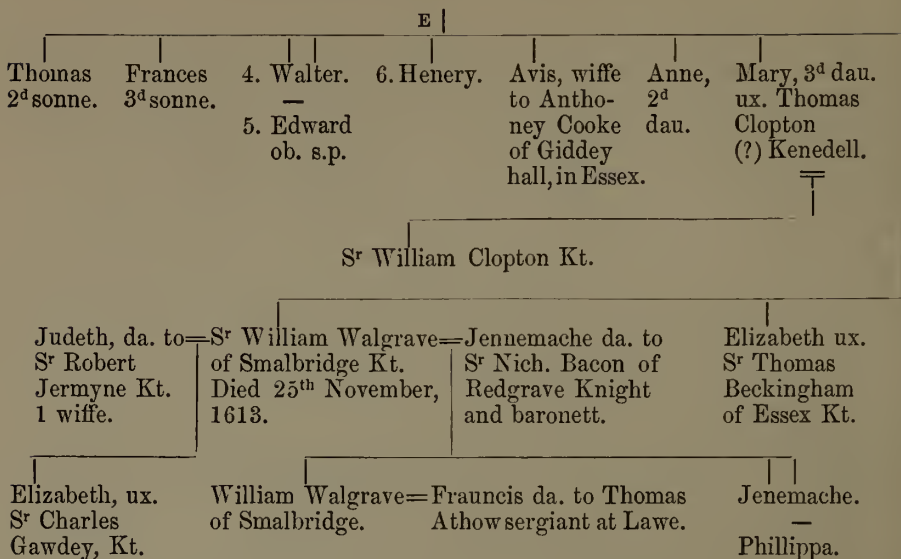 E
Thomas
2d sonne.
Frances
3d sonne.
4. Walter.
—
5. Edward
ob. s.p.
6. Henery.
Avis, wiffe
to Antho-
ney Cooke
of Giddey
hall, in Essex.
Anne,
2d
dau.
Mary, 3d dau.
ux. Thomas
Clopton
(?) Kenedell.
Sr William Clopton Kt.
Judeth, da. to=
Sr Robert
Jermyne Kt.
1 wiffe.
Sr William Walgrave=
of Smalbridge Kt.
Died 25th November,
1613.
Jennemache da. to
Sr Nich. Bacon of
Redgrave Knight
and baronett.
Elizabeth ux.
Sr Thomas
Beckingham
of Essex Kt.
Elizabeth, ux.
Sr Charles
Gawdey, Kt.
William Walgrave=
of Smalbridge.
Frauncis da. to Thomas
Athow sergiant at Lawe.
Jenemache.
—
Phillippa.